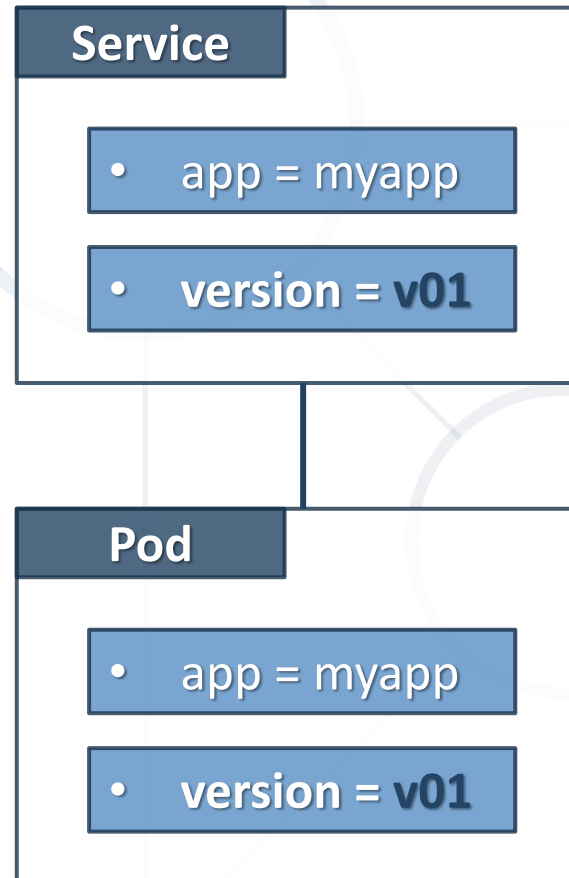 Service
• app = myapp
• version = v01
Pod
• app = myapp
• version = v01